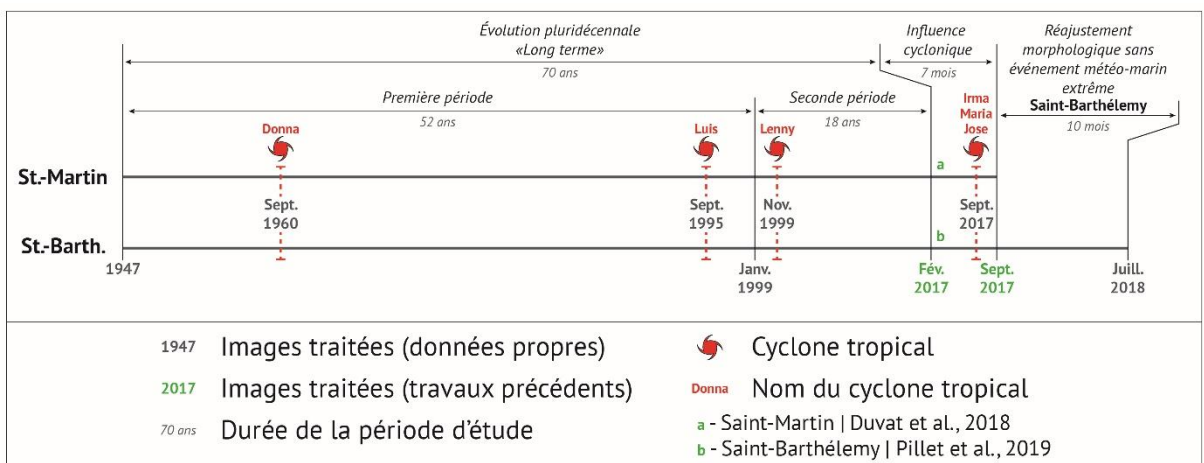 Évolution pluridécennale
«Long terme»
70 ans
Influence
cyclonique
7 mois
Réajustement
morphologique sans
événement météo-marin
extrême
Saint-Barthélemy
10 mois
Première période
52 ans
Seconde période
18 ans
Donna
Luis
Lenny
Irma
Maria
Jose
St.-Martin
a
Sept.
1960
Sept.
1995
Nov.
1999
Sept.
2017
St.-Barth.
b
1947
Janv.
1999
Fév.
2017
Sept.
2017
Juill.
2018
1947 Images traitées (données propres)
2017 Images traitées (travaux précédents)
70 ans Durée de la période d'étude
Cyclone tropical
Donna Nom du cyclone tropical
a - Saint-Martin | Duvat et al., 2018
b - Saint-Barthélemy | Pillet et al., 2019